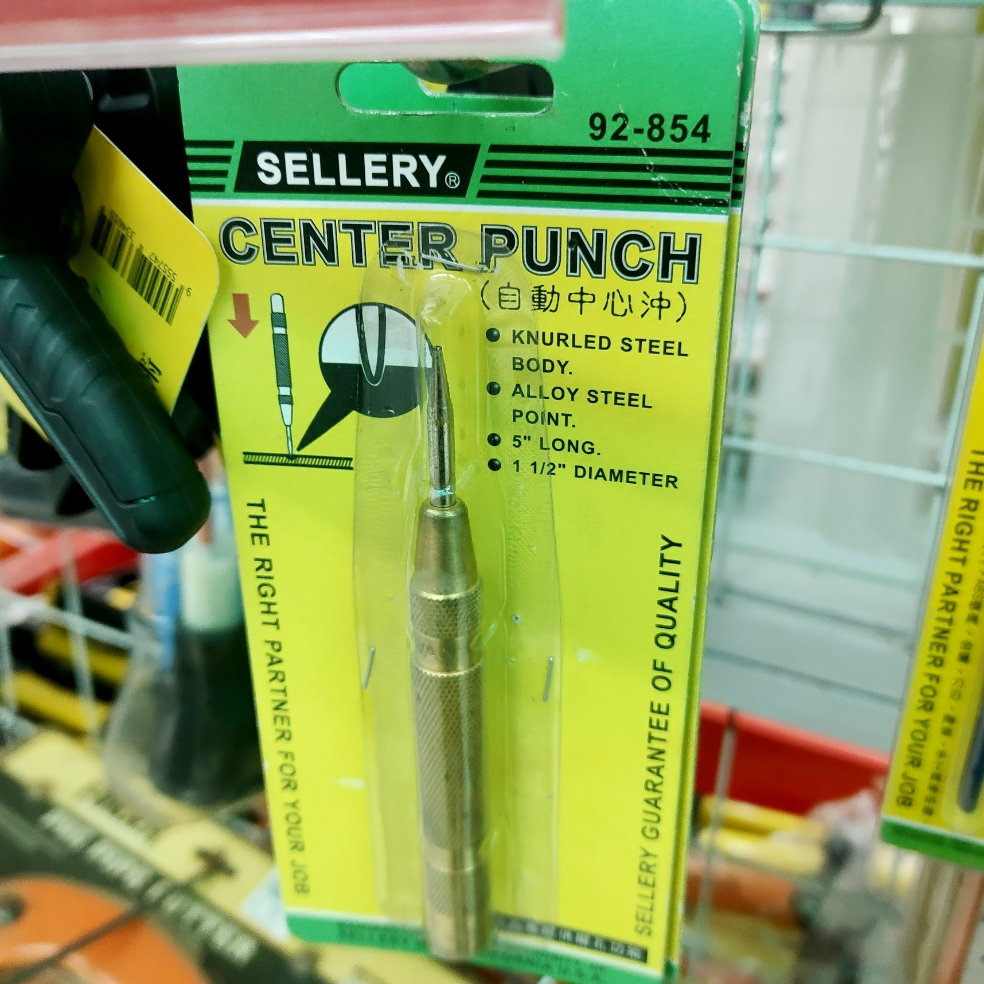 92-854
SELLERY®
CENTER PUNCH
(自動中心沖)
KNURLED STEEL
BODY.
ALLOY STEEL
POINT.
5" LONG.
1 1/2" DIAMETER
THE RIGHT PARTNER FOR YOUR JOB
SELLERY GUARANTEE OF QUALITY
SELLERY
THE RIGHT PARTNER FOR YOUR JOB